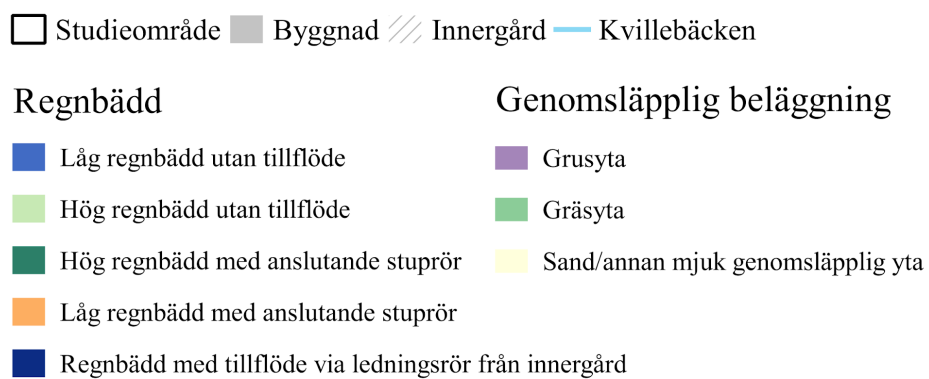 Studieområde Byggnad Innergård Kvillebäcken
Regnbädd
Låg regnbädd utan tillflöde
Hög regnbädd utan tillflöde
Hög regnbädd med anslutande stuprör
Låg regnbädd med anslutande stuprör
Regnbädd med tillflöde via ledningsrör från innergård
Genomsläpplig beläggning
Grusyta
Gräsyta
Sand/annan mjuk genomsläpplig yta